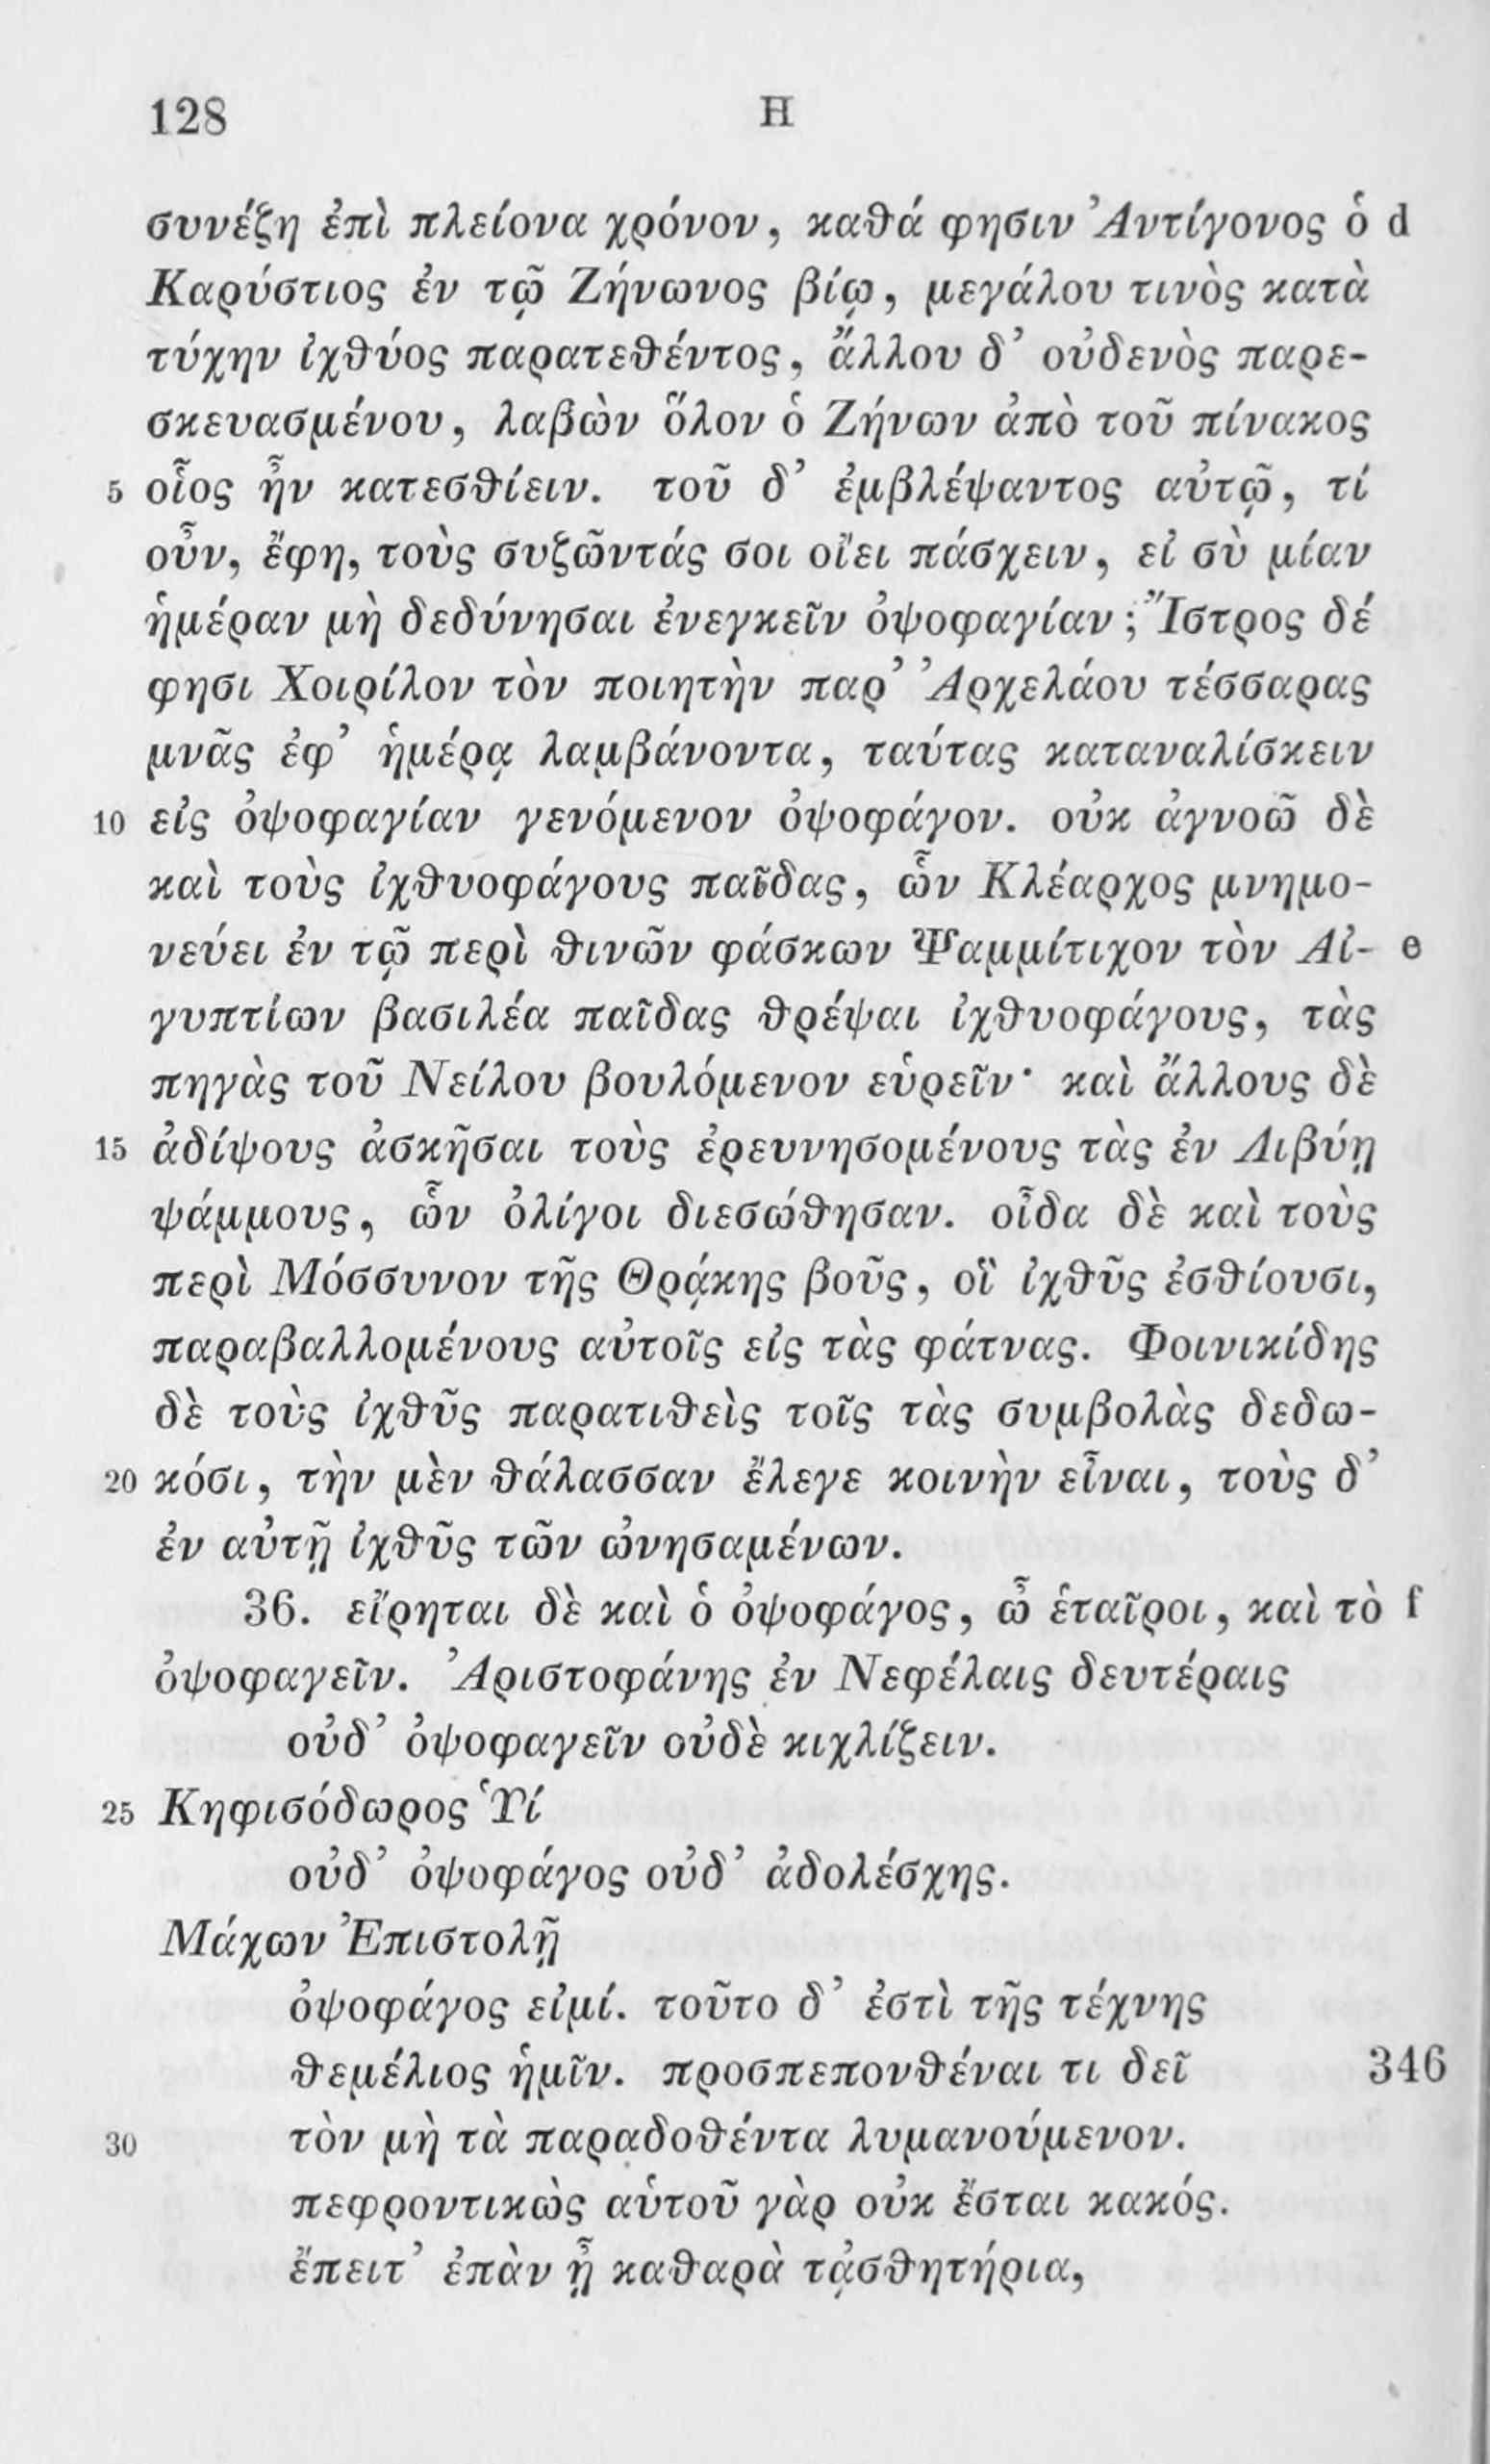 128 H
συνέζη ἐπὶ πλείονα χρόνον, καθά φησιν Ἀντίγονος ὁ d
Καρύστιος ἐν τῷ Ζήνωνος βίῳ, μεγάλου τινὸς κατὰ
τύχην ἰχθύος παρατεθέντος, ἄλλου δ’ οὐδενὸς παρε-
σκευασμένου, λαβὼν ὅλον ὁ Ζήνων ἀπὸ τοῦ πίνακος
5 οἷος ἦν κατεσθίειν. τοῦ δ’ ἐμβλέψαντος αὐτῷ, τί
οὖν, ἔφη, τοὺς συζῶντάς σοι οἴει πάσχειν, εἰ σὺ μίαν
ἡμέραν μὴ δεδύνησαι ἐνεγκεῖν ὀψοφαγίαν; Ἴστρος δέ
φησι Χοιρίλον τὸν ποιητὴν παρ’ Ἀρχελάου τέσσαρας
μνᾶς ἐφ’ ἡμέρᾳ λαμβάνοντα, ταύτας καταναλίσκειν
10 εἰς ὀψοφαγίαν γενόμενον ὀψοφάγον. οὐκ ἀγνοῶ δὲ
καὶ τοὺς ἰχθυοφάγους παῖδας, ὧν Κλέαρχος μνημο-
νεύει ἐν τῷ περὶ θινῶν φάσκων Ψαμμίτιχον τὸν Αἰ- e
γυπτίων βασιλέα παῖδας θρέψαι ἰχθυοφάγους, τὰς
πηγὰς τοῦ Νείλου βουλόμενον εὑρεῖν· καὶ ἄλλους δὲ
15 ἀδίψους ἀσκῆσαι τοὺς ἐρευνησομένους τὰς ἐν Λιβύῃ
ψάμμους, ὧν ὀλίγοι διεσώθησαν. οἶδα δὲ καὶ τοὺς
περὶ Μόσσυνον τῆς Θρᾴκης βοῦς, οἳ ἰχθῦς ἐσθίουσι,
παραβαλλομένους αὐτοῖς εἰς τὰς φάτνας. Φοινικίδης
δὲ τοὺς ἰχθῦς παρατιθεὶς τοῖς τὰς συμβολὰς δεδω-
20 κόσι, τὴν μὲν θάλασσαν ἔλεγε κοινὴν εἶναι, τοὺς δ’
ἐν αὐτῇ ἰχθῦς τῶν ὠνησαμένων.
36. εἴρηται δὲ καὶ ὁ ὀψοφάγος, ὦ ἑταῖροι, καὶ τὸ f
ὀψοφαγεῖν. Ἀριστοφάνης ἐν Νεφέλαις δευτέραις
οὐδ’ ὀψοφαγεῖν οὐδὲ κιχλίζειν.
25 Κηφισόδωρος Ὑί
οὐδ’ ὀψοφάγος οὐδ’ ἀδολέσχης.
Μάχων Ἐπιστολῇ
ὀψοφάγος εἰμί. τοῦτο δ’ ἐστὶ τῆς τέχνης
θεμέλιος ἡμῖν. προσπεπονθέναι τι δεῖ 346
30 τὸν μὴ τὰ παραδοθέντα λυμανούμενον.
πεφροντικὼς αὑτοῦ γὰρ οὐκ ἔσται κακός.
ἔπειτ’ ἐπὰν ᾖ καθαρὰ τᾀσθητήρια,